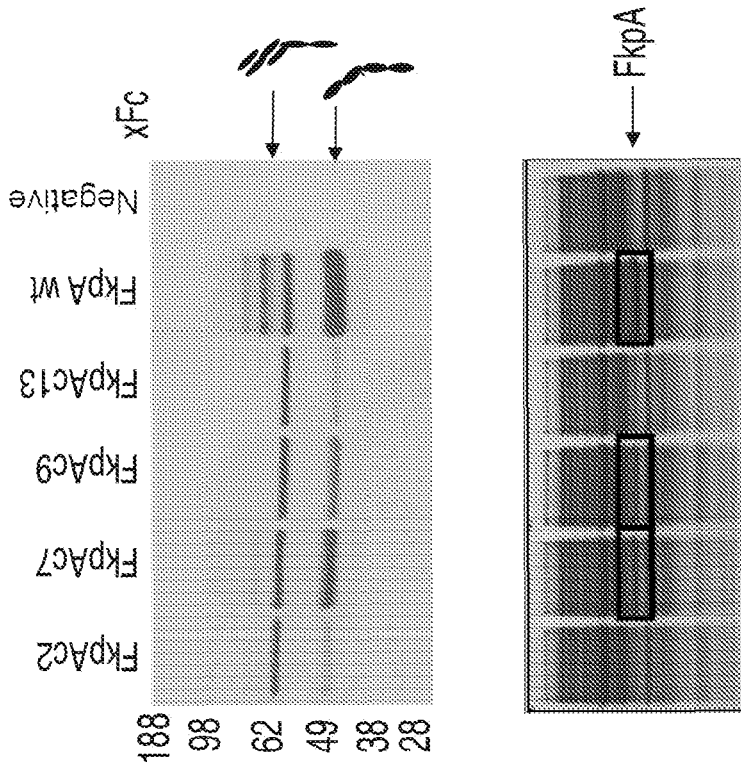 Negative
FkpA wt
FkpAc13
FkpAc9
FkpAc7
FkpAc2
xFc
188
98
62
49
38
28
FkpA